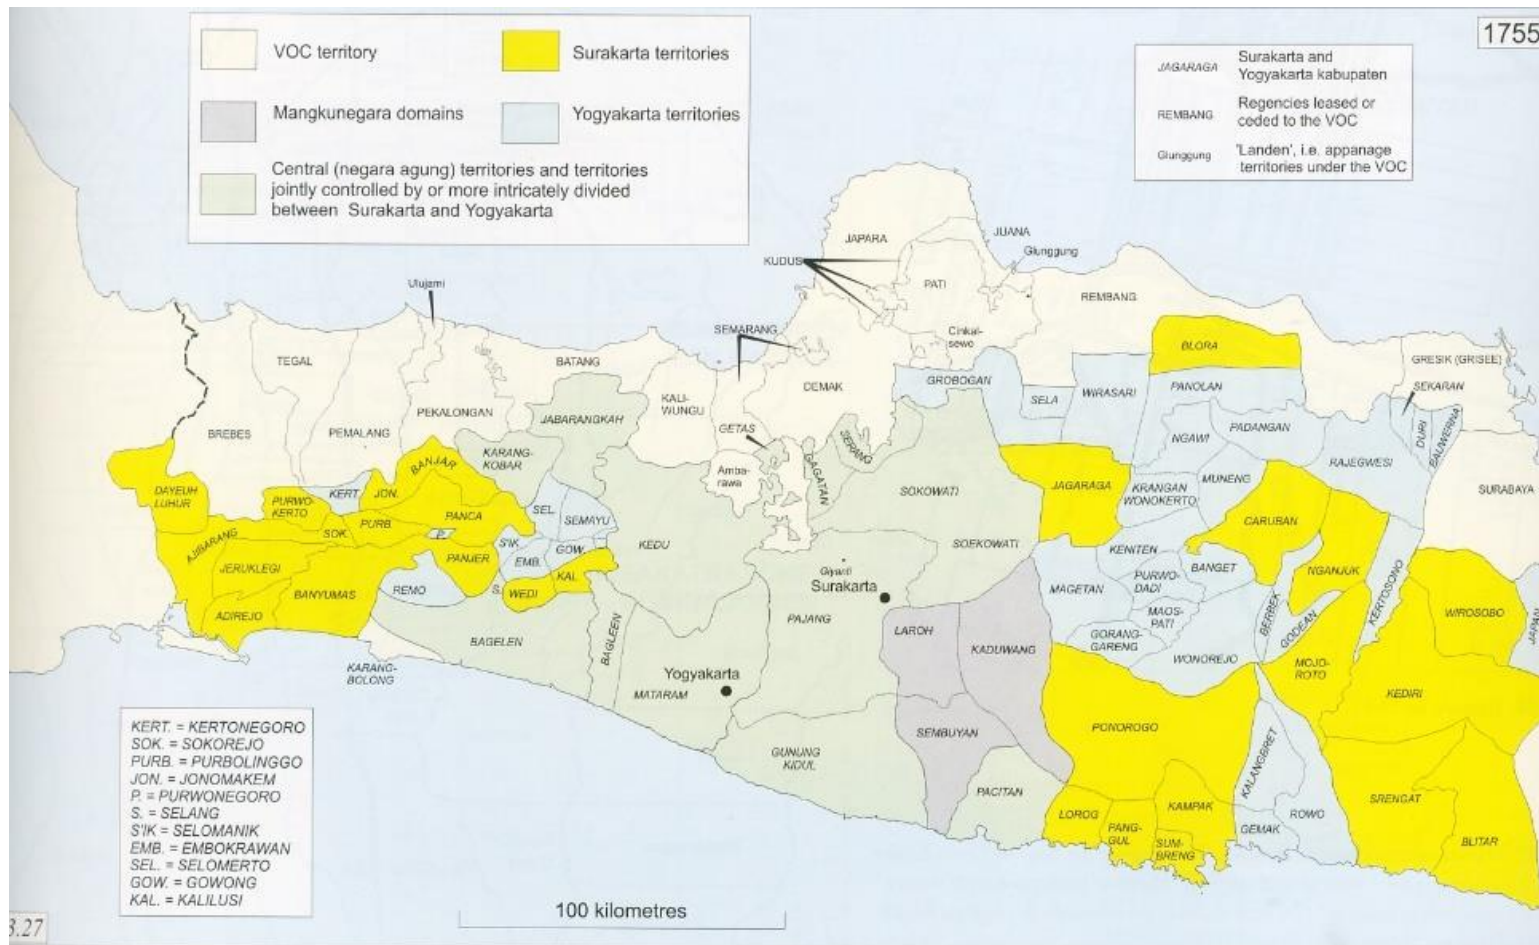 1755
VOC territory
Surakarta territories
Mangkunegara domains
Yogyakarta territories
Central (negara agung) territories and territories
jointly controlled by or more intricately divided
between Surakarta and Yogyakarta
JAGARAGA
Surakarta and
Yogyakarta kabupaten
REMBANG
Regencies leased or
ceded to the VOC
Glunggung
'Landen', i.e. appanage
territories under the VOC
JAPARA
JUANA
KUDUS
Glunggung
Ulujami
PATI
REMBANG
SEMARANG
Cinkal-
sewo
BLORA
TEGAL
BATANG
GRESIK (GRISEE)
DEMAK
GROBOGAN
SEKARAN
SELA
WIRASARI
PANOLAN
KALI-
WUNGU
PEKALONGAN
JABARANGKAH
BREBES
PEMALANG
GETAS
SERANG
NGAWI
PADANGAN
DURI
BAUWERNA
KARANG-
KOBAR
BANJAR
Amba-
rawa
GAGATAN
RAJEGWESI
DAYEUH
LUHUR
PURWO-
KERTO
KERT.
JON.
SOKOWATI
JAGARAGA
KRANGAN
WONOKERTO
MUNENG
SURABAYA
SOK.
PURB.
PANCA
P.
SEL.
SEMAYU
CARUBAN
AJIBARANG
JERUKLEGI
PANJER
S'IK
EMB.
GOW.
KEDU
SOEKOWATI
KENITEN
BANGET
NGANJUK
KERTOSONO
ADIREJO
BANYUMAS
REMO
S.
WEDI
KAL.
Giyanti
Surakarta
MAGETAN
PURWO-
DADI
MAOS-
PATI
BERBEK
GODEAN
WIROSOBO
JAPAN
BAGELEN
BAGLEEN
PAJANG
LAROH
KADUWANG
GORANG-
GARENG
WONOREJO
MOJO-
ROTO
KARANG-
BOLONG
Yogyakarta
MATARAM
KEDIRI
SEMBUYAN
PONOROGO
GUNUNG
KIDUL
KALANGBRET
PACITAN
LOROG
PANG-
GUL
KAMPAK
SUM-
BRENG
GEMAK
ROWO
SRENGAT
BLITAR
KERT. = KERTONEGORO
SOK. = SOKOREJO
PURB. = PURBOLINGGO
JON. = JONOMAKEM
P. = PURWONEGORO
S. = SELANG
S'IK = SELOMANIK
EMB. = EMBOKRAWAN
SEL. = SELOMERTO
GOW. = GOWONG
KAL. = KALILUSI
100 kilometres
3.27